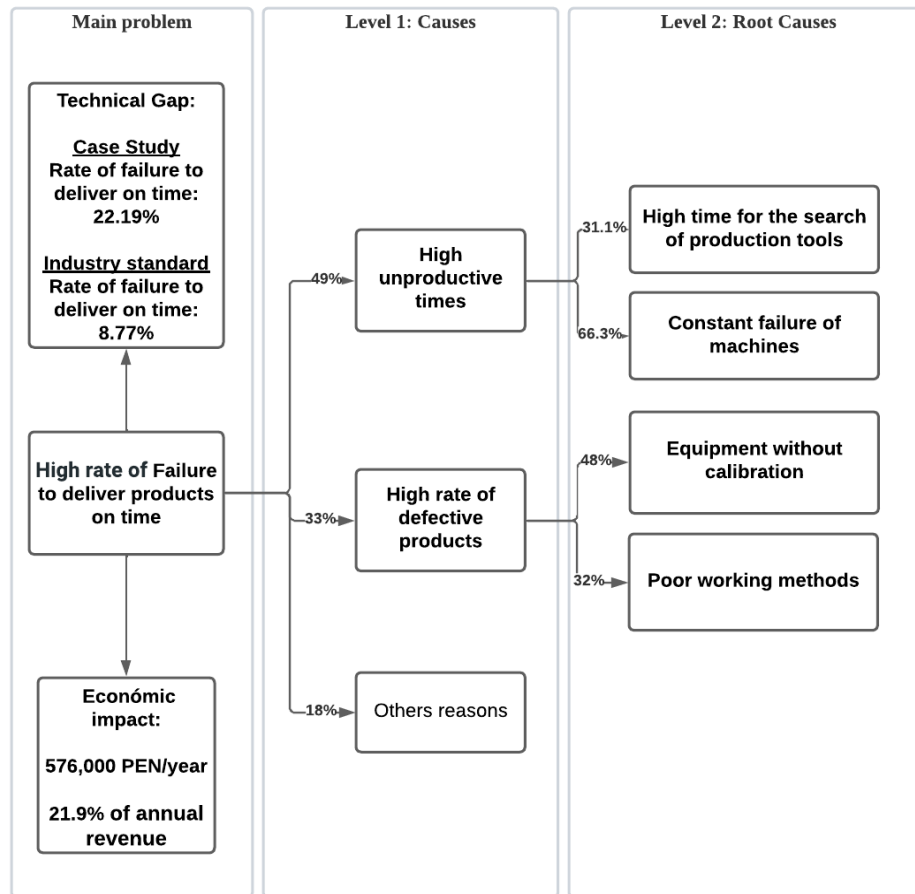 Main problem
Technical Gap:
Case Study
Rate of failure to
deliver on time:
22.19%
Industry standard
Rate of failure to
deliver on time:
8.77%
High rate of Failure
to deliver products
on time
Económic
impact:
576,000 PEN/year
21.9% of annual
revenue
Level 1: Causes
49%
High
unproductive
times
33%
High rate of
defective
products
18%
Others reasons
Level 2: Root Causes
31.1%
High time for the search
of production tools
66.3%
Constant failure of
machines
48%
Equipment without
calibration
32%
Poor working methods